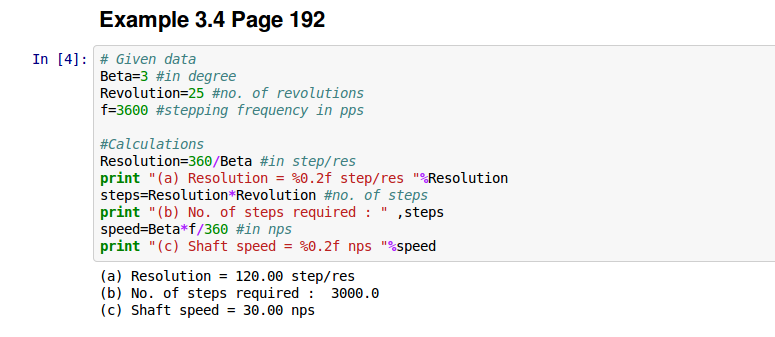 Example 3.4 Page 192
In [4]: # Given data
Beta=3 #in degree
Revolution=25 #no. of revolutions
f=3600 #stepping frequency in pps
#Calculations
Resolution=360/Beta #in step/res
print "(a) Resolution = %0.2f step/res "%Resolution
steps=Resolution*Revolution #no. of steps
print "(b) No. of steps required : " ,steps
speed=Beta*f/360 #in nps
print "(c) Shaft speed = %0.2f nps "%speed
(a) Resolution = 120.00 step/res
(b) No. of steps required :  3000.0
(c) Shaft speed = 30.00 nps